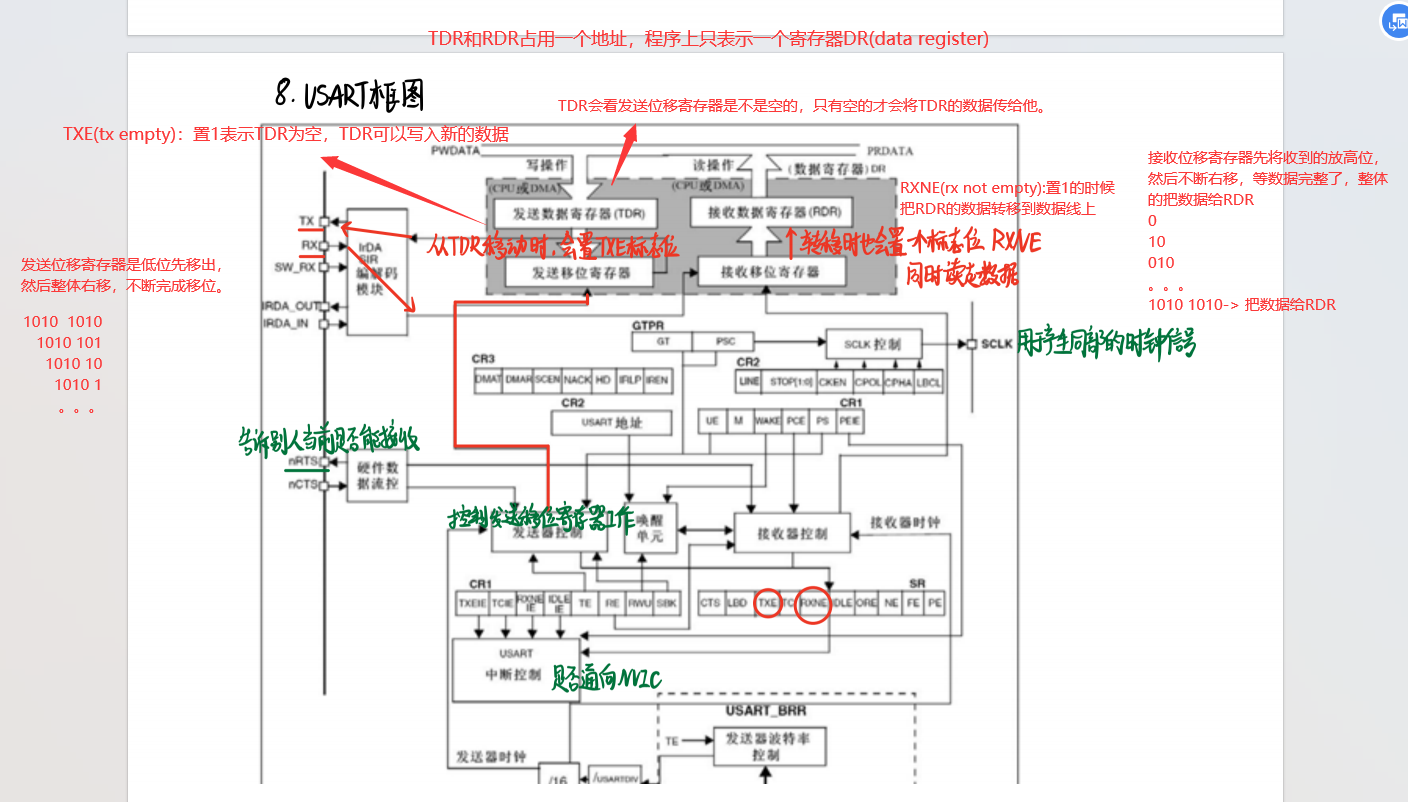 TDR和RDR占用一个地址，程序上只表示一个寄存器DR(data register)
8. USART框图
TDR会看发送位移寄存器是不是空的，只有空的才会将TDR的数据传给他。
TXE(tx empty)：置1表示TDR为空，TDR可以写入新的数据
PWDATA
PRDATA
写操作
读操作
(数据寄存器)DR
(CPU或DMA)
(CPU或DMA)
发送数据寄存器(TDR)
接收数据寄存器(RDR)
RXNE(rx not empty):置1的时候
把RDR的数据转移到数据线上
接收位移寄存器先将收到的放高位，
然后不断右移，等数据完整了，整体
的把数据给RDR
0
10
010
。。。
1010 1010-> 把数据给RDR
TX
RX
SW_RX
IRDA_OUT
IRDA_IN
IrDA
SIR
编解码
模块
从TDR移动时，会置TXE标志位
转移时也会置一个标志位 RXNE
同时读走数据
发送移位寄存器
接收移位寄存器
发送位移寄存器是低位先移出，
然后整体右移，不断完成移位。
1010 1010
1010 101
1010 10
1010 1
。。。
GTPR
GT
PSC
SCLK 控制
SCLK
用于产生同步的时钟信号
CR3
DMAT DMAR SCEN NACK HD IRLP IREN
CR2
LINE STOP[1:0] CKEN CPOL CPHA LBCL
CR2
USART 地址
CR1
UE M WAKE PCE PS PEIE
告诉别人当前是否能接收
nRTS
nCTS
硬件数
据流控
控制发送移位寄存器工作
发送器控制
唤醒
单元
接收器控制
接收器时钟
CR1
TXEIE TCIE RXNEIE IDLEIE TE RE RWU SBK
SR
CTS LBD TXE TC RXNE IDLE ORE NE FE PE
USART
中断控制
是否通向NVIC
USART_BRR
TE
发送器波特率
控制
发送器时钟
/16
/USARTDIV